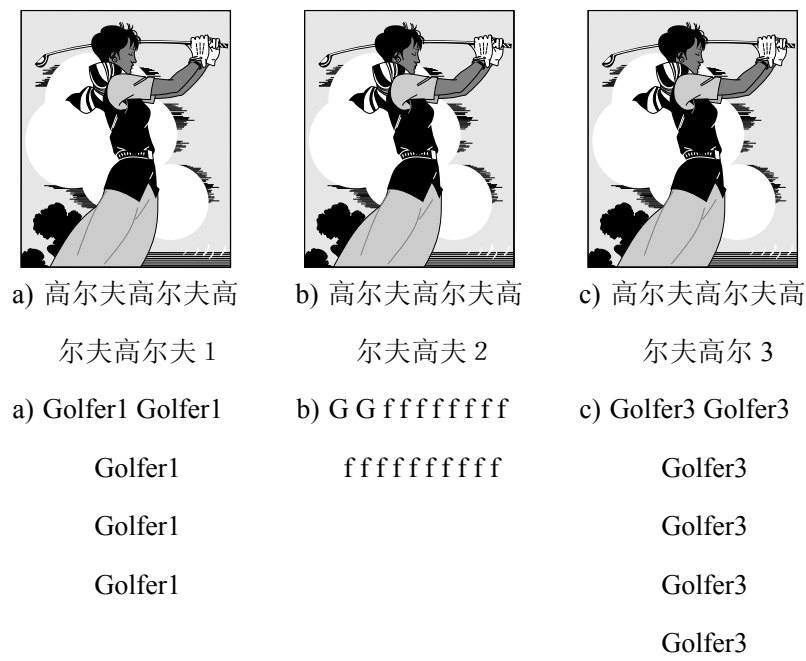 a) 高尔夫高尔夫高
尔夫高尔夫 1
b) 高尔夫高尔夫高
尔夫高夫 2
c) 高尔夫高尔夫高
尔夫高尔 3
a) Golfer1 Golfer1
Golfer1
Golfer1
Golfer1
b) G G f f f f f f f f
f f f f f f f f f f
c) Golfer3 Golfer3
Golfer3
Golfer3
Golfer3
Golfer3